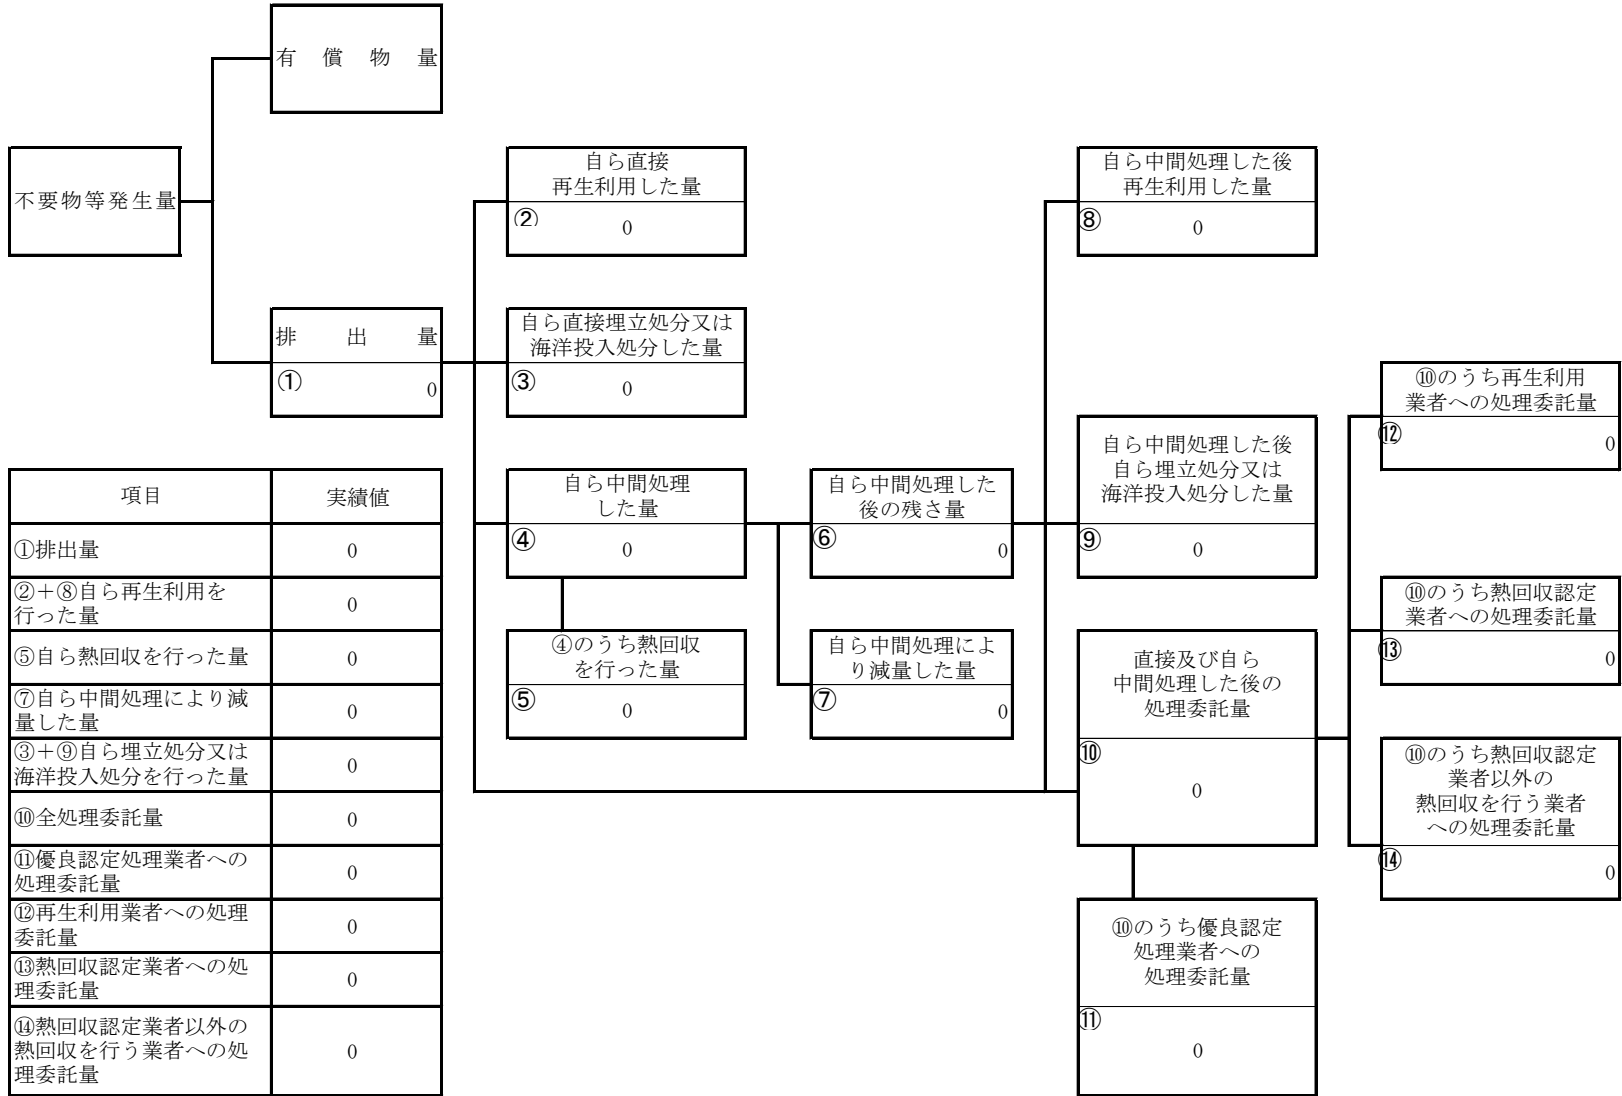 有償物量
不要物等発生量
排出量
①
0
自ら直接
再生利用した量
②
0
自ら直接埋立処分又は
海洋投入処分した量
③
0
自ら中間処理
した量
④
0
④のうち熱回収
を行った量
⑤
0
自ら中間処理した
後の残さ量
⑥
0
自ら中間処理によ
り減量した量
⑦
0
自ら中間処理した後
再生利用した量
⑧
0
自ら中間処理した後
自ら埋立処分又は
海洋投入処分した量
⑨
0
直接及び自ら
中間処理した後の
処理委託量
⑩
0
⑩のうち優良認定
処理業者への
処理委託量
⑪
0
⑩のうち再生利用
業者への処理委託量
⑫
0
⑩のうち熱回収認定
業者への処理委託量
⑬
0
⑩のうち熱回収認定
業者以外の
熱回収を行う業者
への処理委託量
⑭
0
項目 実績値
①排出量 0
②＋⑧自ら再生利用を
行った量 0
⑤自ら熱回収を行った量 0
⑦自ら中間処理により減
量した量 0
③＋⑨自ら埋立処分又は
海洋投入処分を行った量 0
⑩全処理委託量 0
⑪優良認定処理業者への
処理委託量 0
⑫再生利用業者への処理
委託量 0
⑬熱回収認定業者への処
理委託量 0
⑭熱回収認定業者以外の
熱回収を行う業者への処 0
理委託量